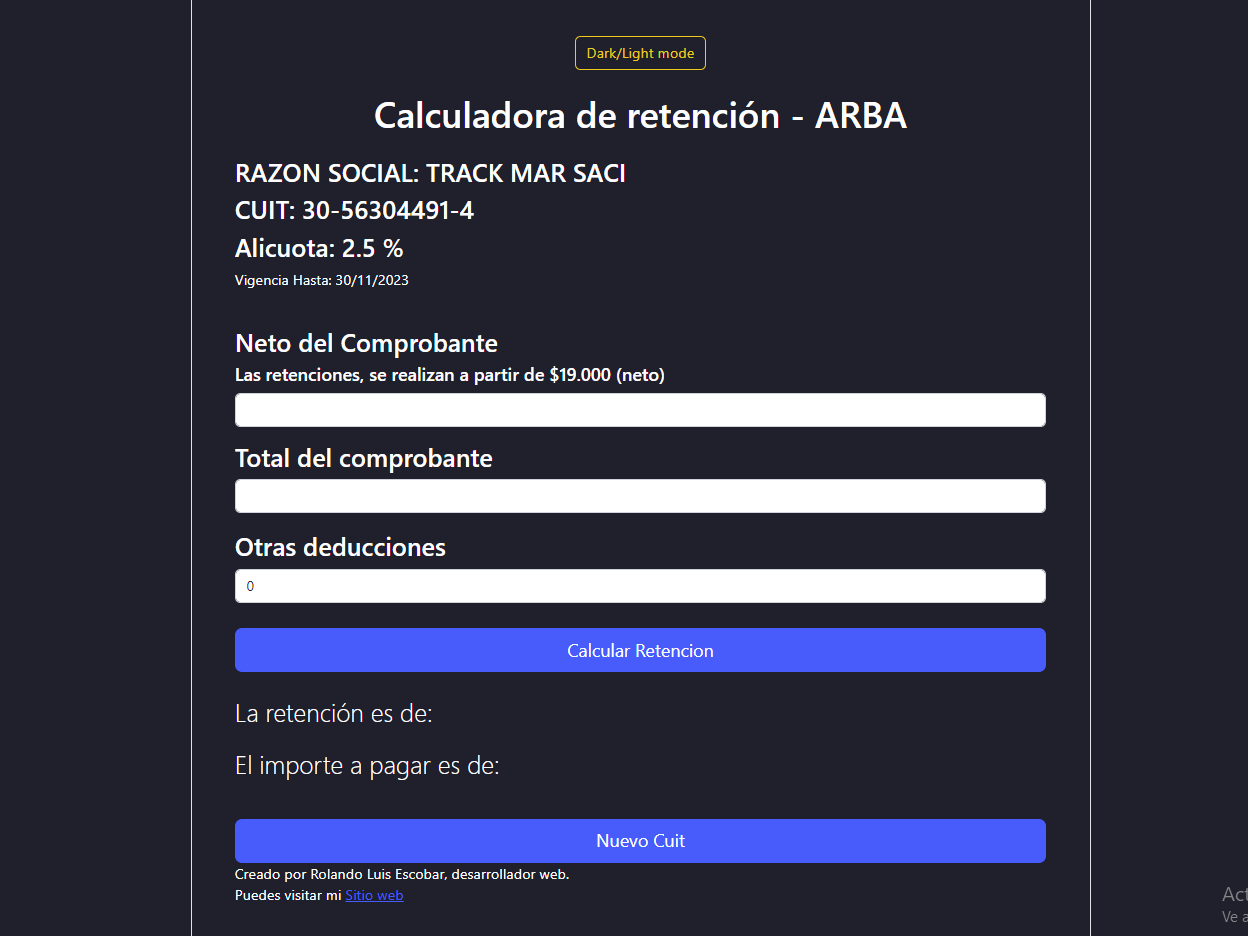 Dark/Light mode
Calculadora de retención - ARBA
RAZON SOCIAL: TRACK MAR SACI
CUIT: 30-56304491-4
Alicuota: 2.5 %
Vigencia Hasta: 30/11/2023
Neto del Comprobante
Las retenciones, se realizan a partir de $19.000 (neto)
Total del comprobante
Otras deducciones
0
Calcular Retencion
La retención es de:
El importe a pagar es de:
Nuevo Cuit
Creado por Rolando Luis Escobar, desarrollador web.
Puedes visitar mi Sitio web